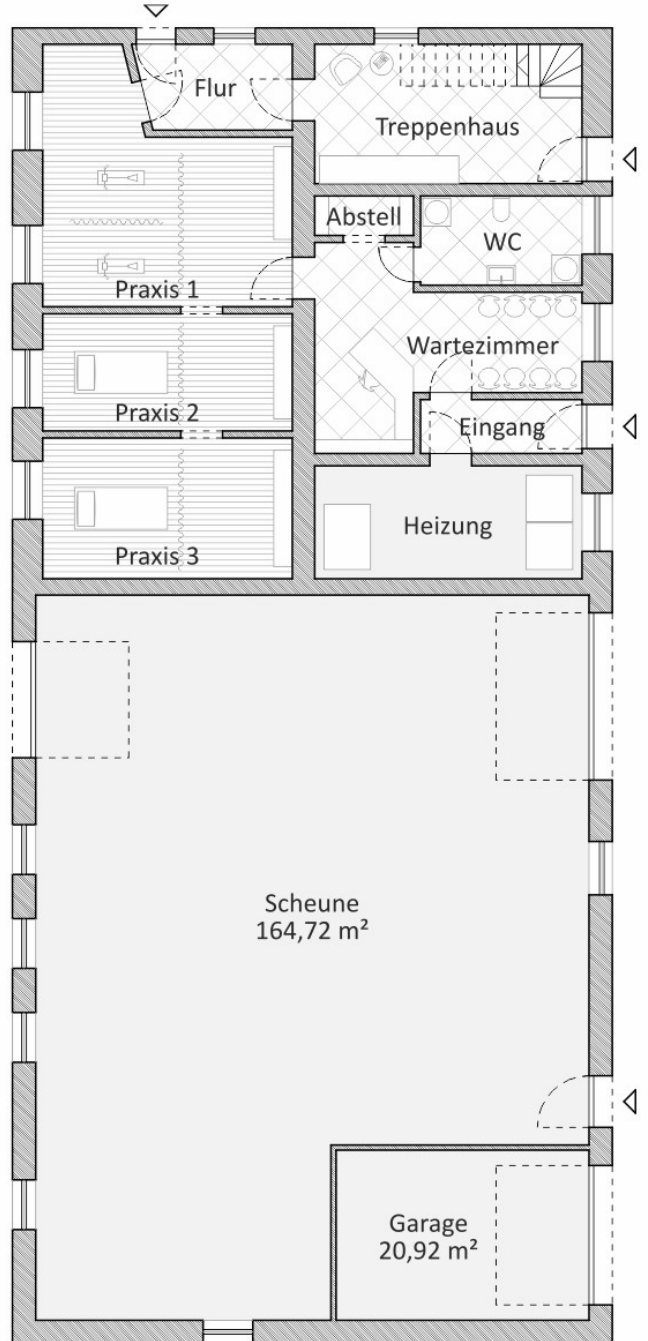 Flur
Treppenhaus
Abstell
WC
Praxis 1
Wartezimmer
Praxis 2
Eingang
Heizung
Praxis 3
Scheune
164,72 m²
Garage
20,92 m²